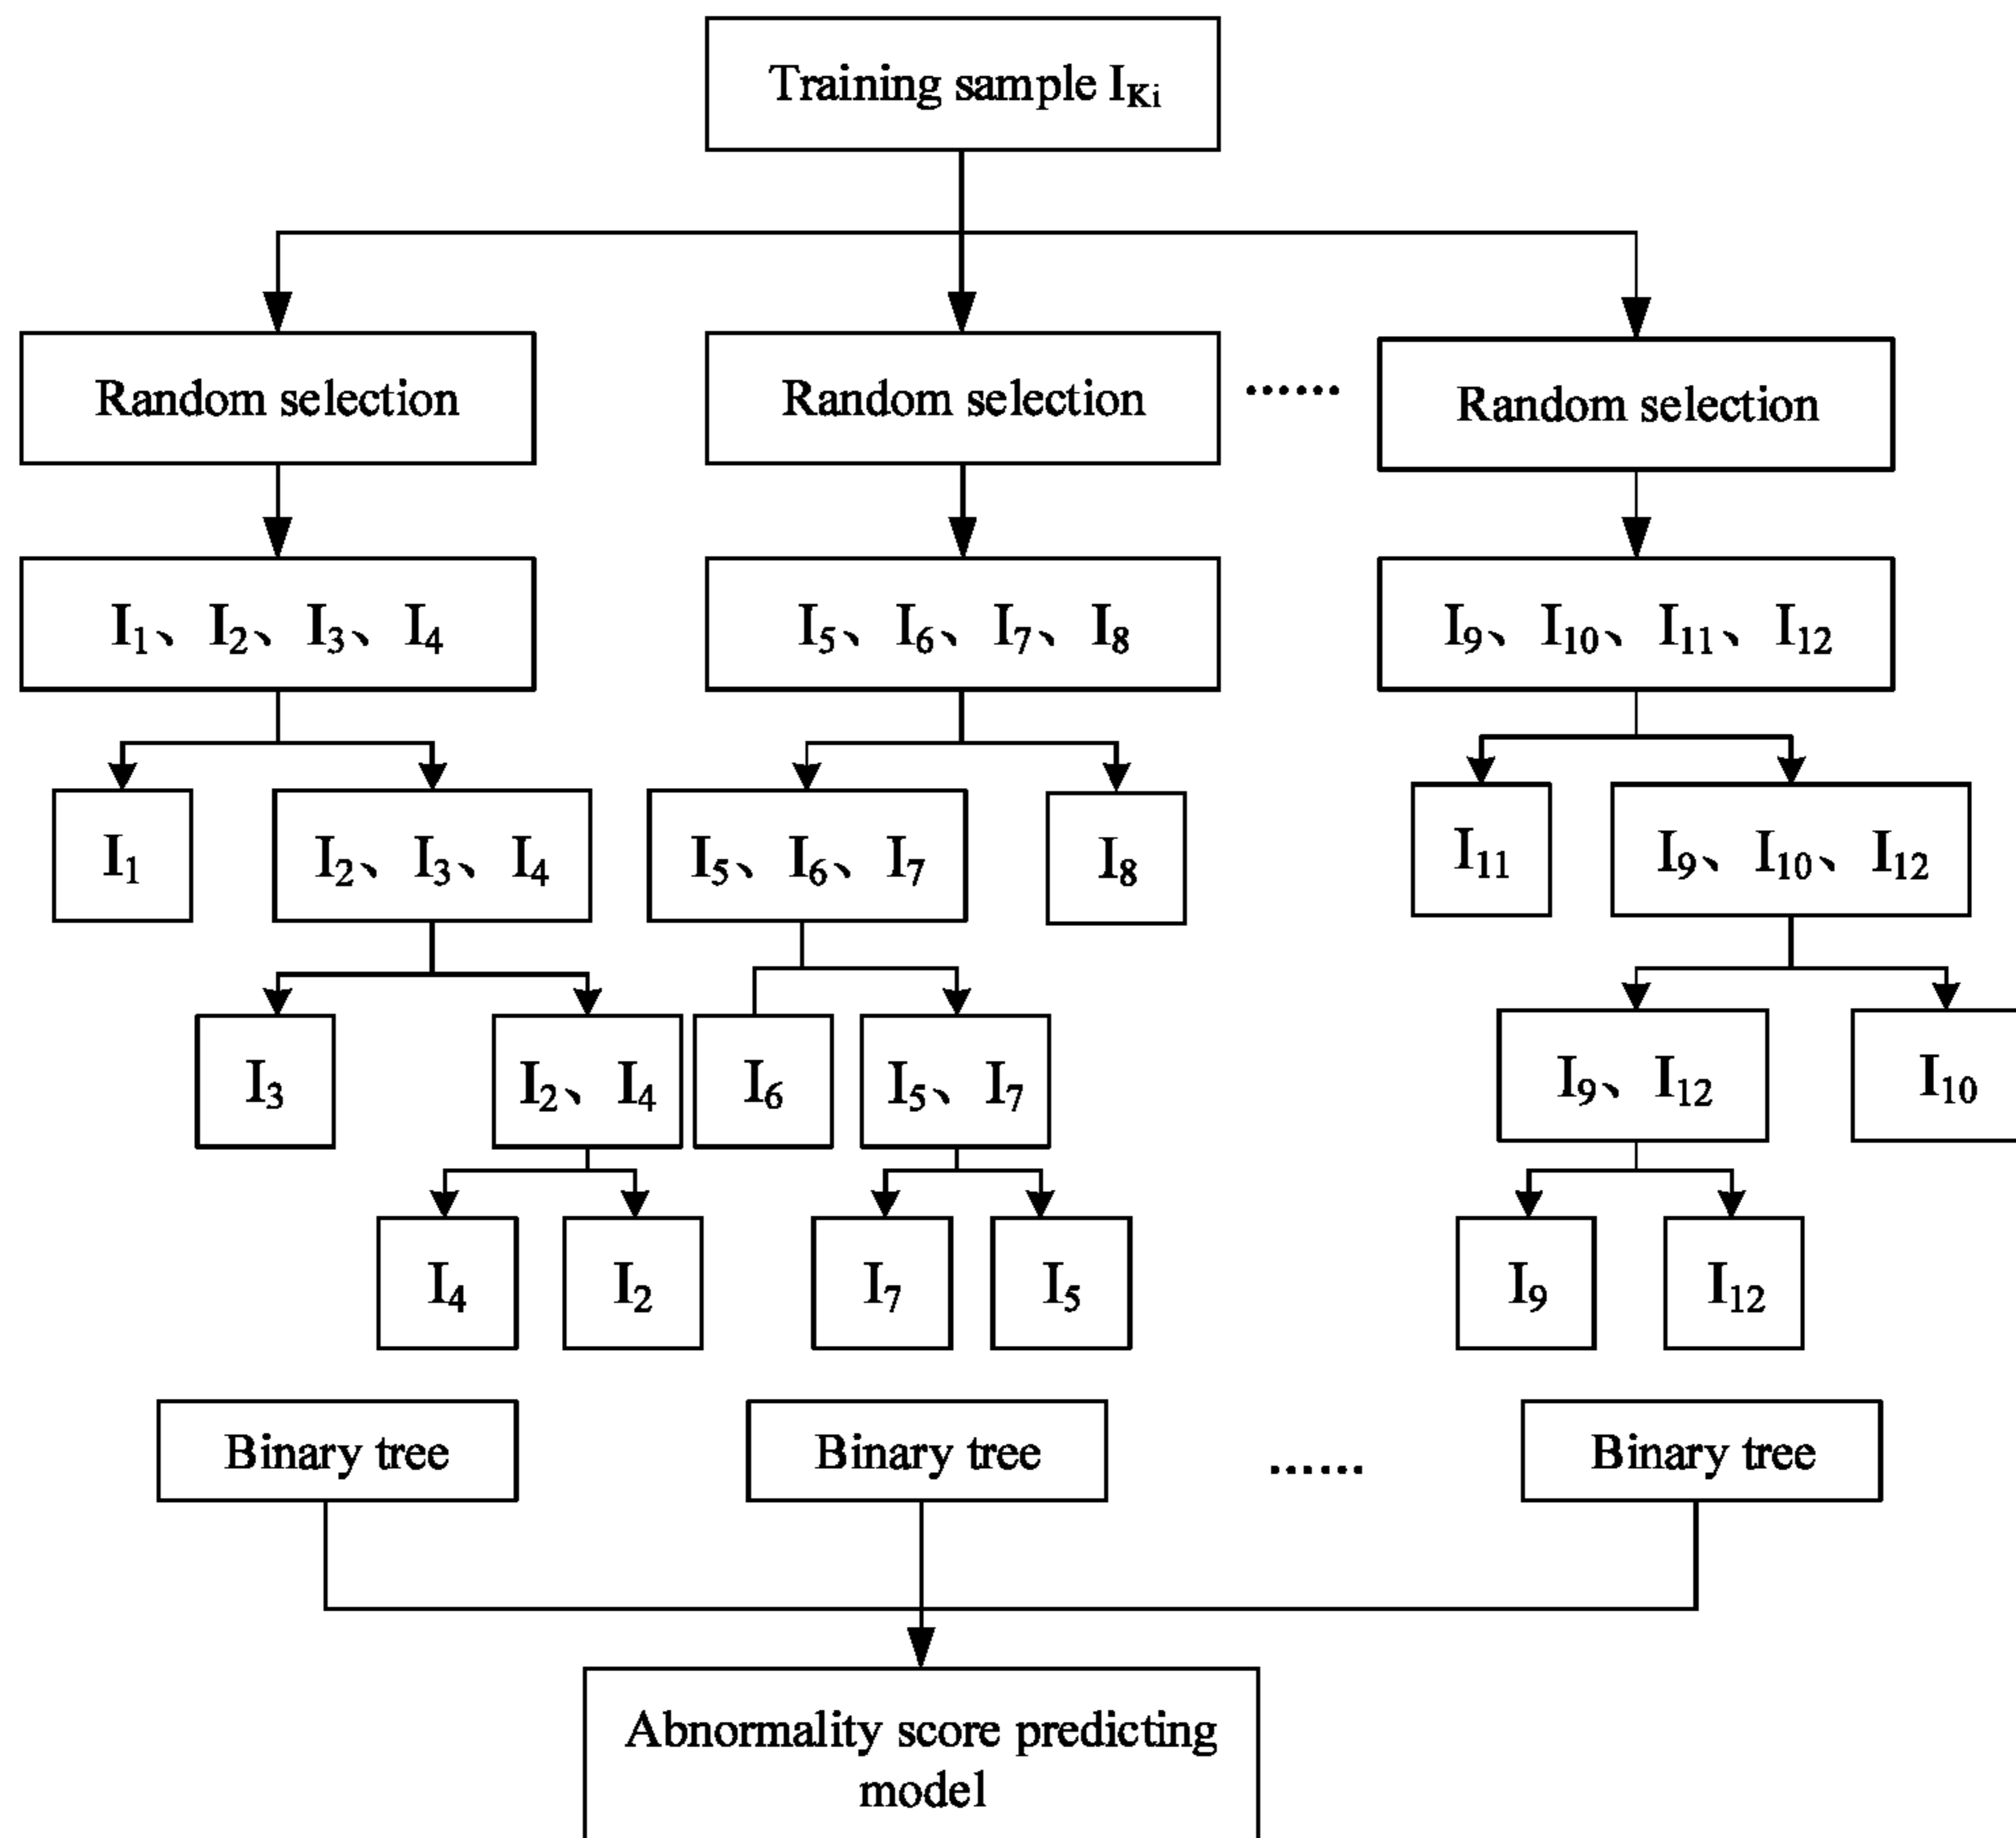 Training sample I_Ki
Random selection
Random selection
......
Random selection
I₁、I₂、I₃、I₄
I₅、I₆、I₇、I₈
I₉、I₁₀、I₁₁、I₁₂
I₁
I₂、I₃、I₄
I₅、I₆、I₇
I₈
I₁₁
I₉、I₁₀、I₁₂
I₃
I₂、I₄
I₆
I₅、I₇
I₉、I₁₂
I₁₀
I₄
I₂
I₇
I₅
I₉
I₁₂
Binary tree
Binary tree
......
Binary tree
Abnormality score predicting
model